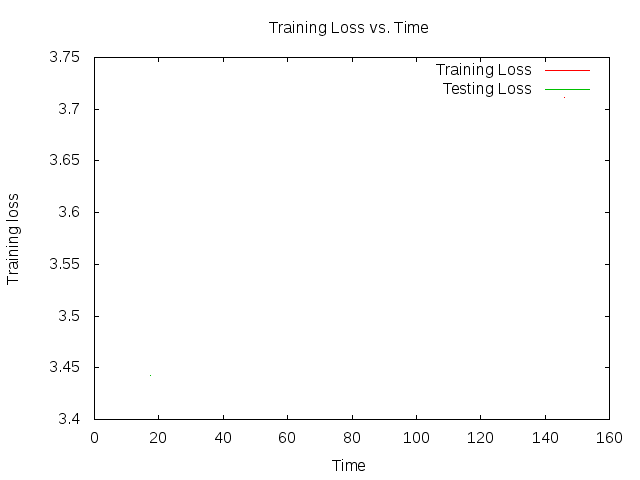 Training Loss vs. Time
Training Loss
Testing Loss
3.75
3.7
3.65
3.6
3.55
3.5
3.45
3.4
Training loss
0 20 40 60 80 100 120 140 160
Time